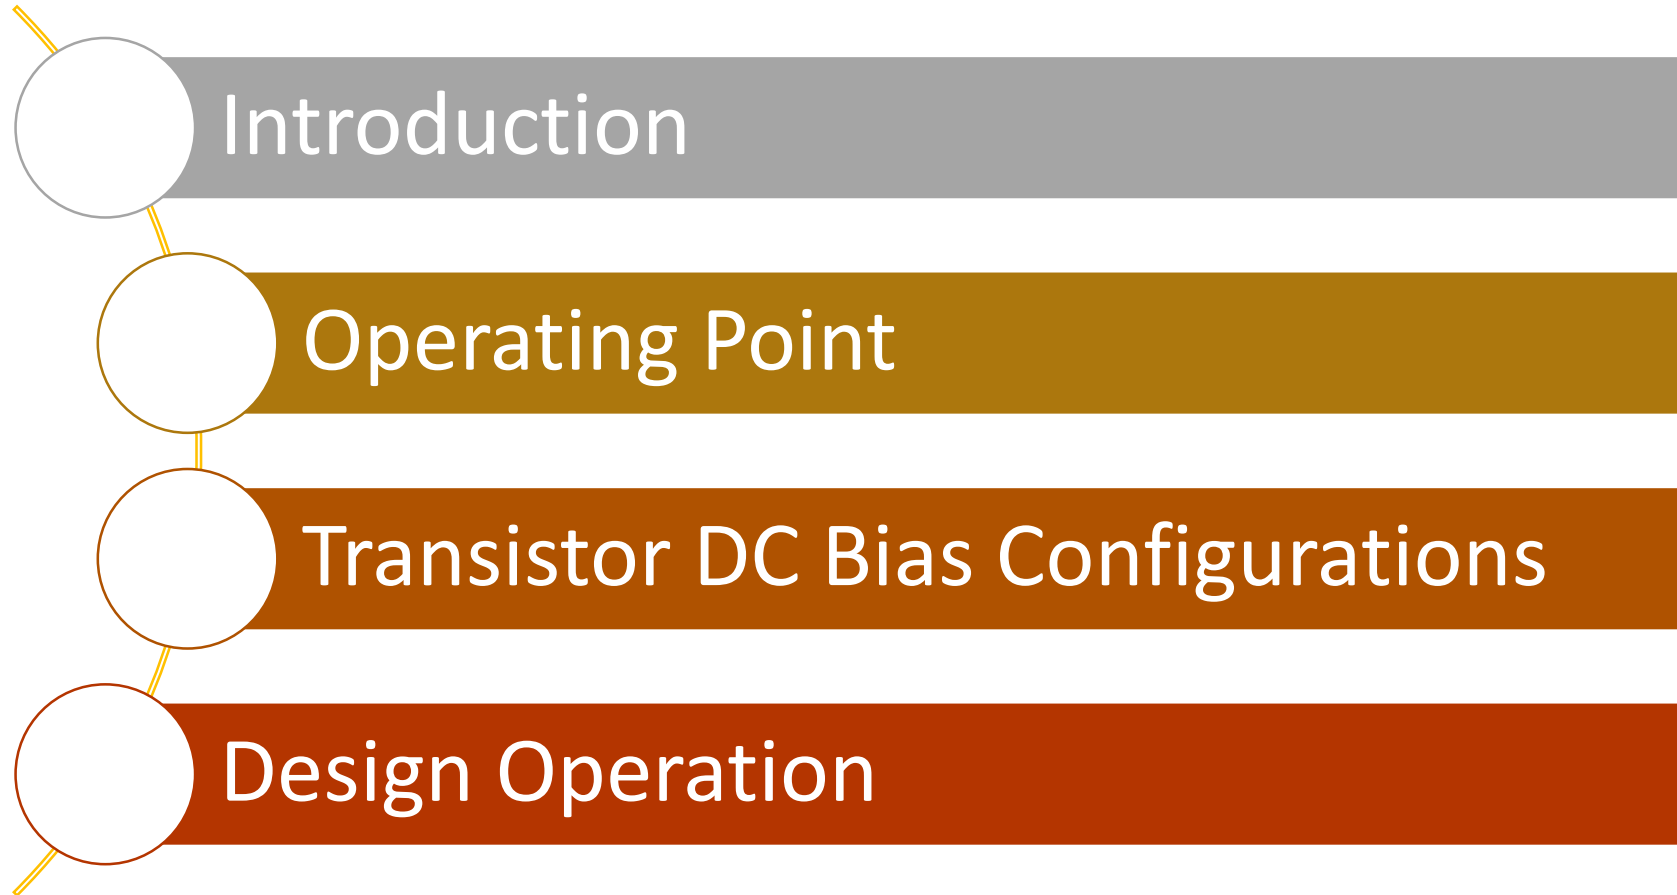 Introduction
Operating Point
Transistor DC Bias Configurations
Design Operation